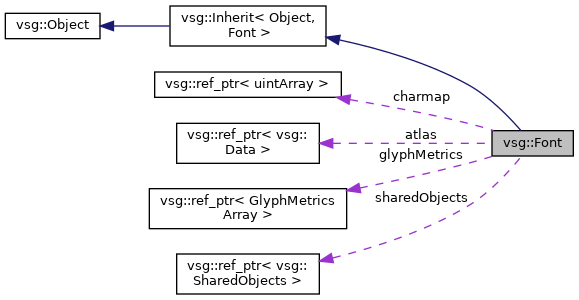 vsg::Object
vsg::Inherit< Object,
Font >
vsg::ref_ptr< uintArray >
charmap
vsg::ref_ptr< vsg::
Data >
atlas
vsg::Font
glyphMetrics
vsg::ref_ptr< GlyphMetrics
Array >
sharedObjects
vsg::ref_ptr< vsg::
SharedObjects >